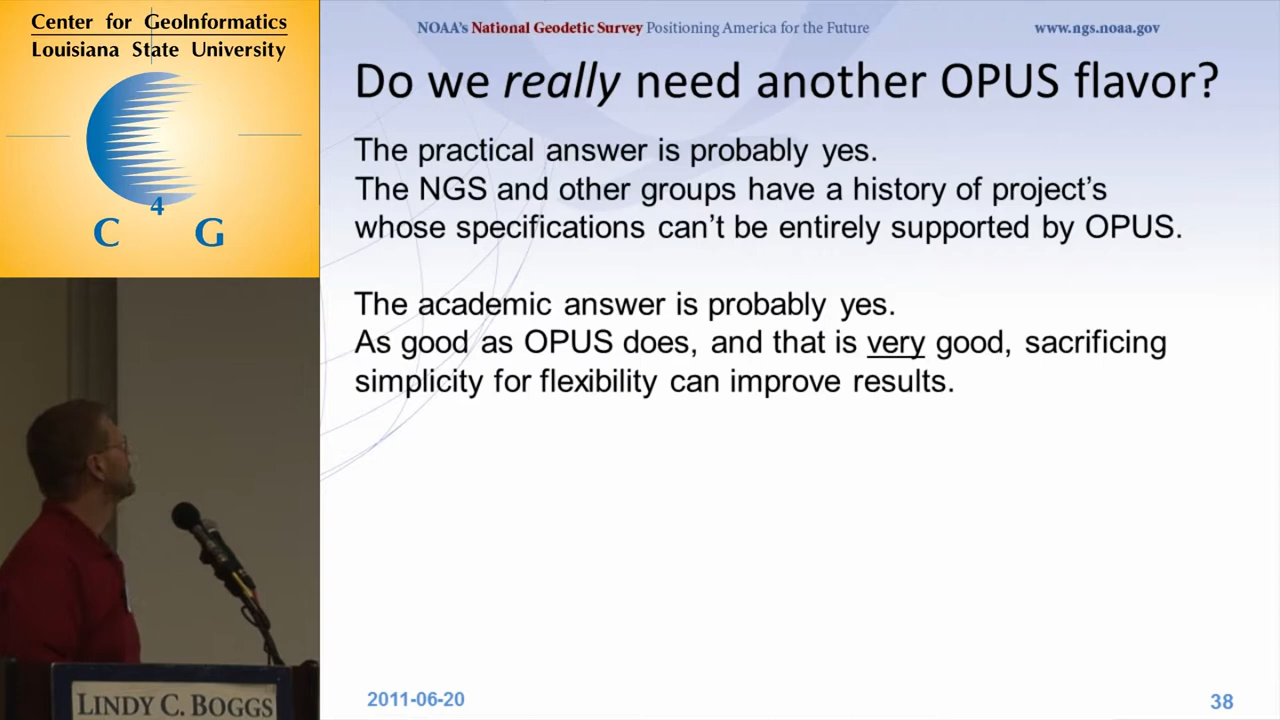 Center for GeoInformatics
Louisiana State University
C 4 G
NOAA's National Geodetic Survey Positioning America for the Future
www.ngs.noaa.gov
Do we really need another OPUS flavor?
The practical answer is probably yes.
The NGS and other groups have a history of project's
whose specifications can't be entirely supported by OPUS.
The academic answer is probably yes.
As good as OPUS does, and that is very good, sacrificing
simplicity for flexibility can improve results.
2011-06-20
38
LINDY C. BOGGS